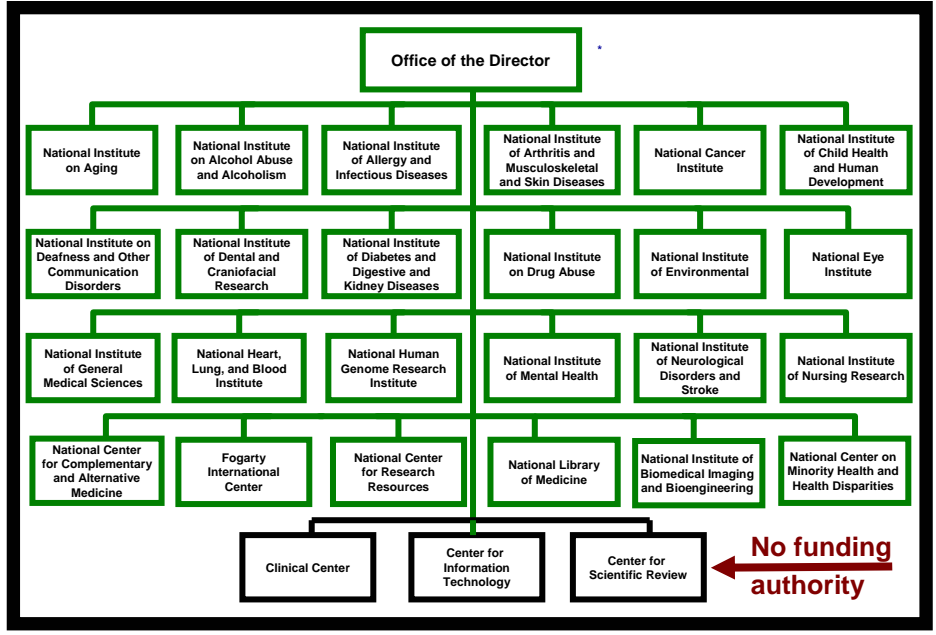 Office of the Director
*
National Institute
on Aging
National Institute
on Alcohol Abuse
and Alcoholism
National Institute
of Allergy and
Infectious Diseases
National Institute
of Arthritis and
Musculoskeletal
and Skin Diseases
National Cancer
Institute
National Institute
of Child Health
and Human
Development
National Institute on
Deafness and Other
Communication
Disorders
National Institute
of Dental and
Craniofacial
Research
National Institute
of Diabetes and
Digestive and
Kidney Diseases
National Institute
on Drug Abuse
National Institute
of Environmental
National Eye
Institute
National Institute
of General
Medical Sciences
National Heart,
Lung, and Blood
Institute
National Human
Genome Research
Institute
National Institute
of Mental Health
National Institute
of Neurological
Disorders and
Stroke
National Institute
of Nursing Research
National Center
for Complementary
and Alternative
Medicine
Fogarty
International
Center
National Center
for Research
Resources
National Library
of Medicine
National Institute of
Biomedical Imaging
and Bioengineering
National Center on
Minority Health and
Health Disparities
Clinical Center
Center for
Information
Technology
Center for
Scientific Review
No funding
authority